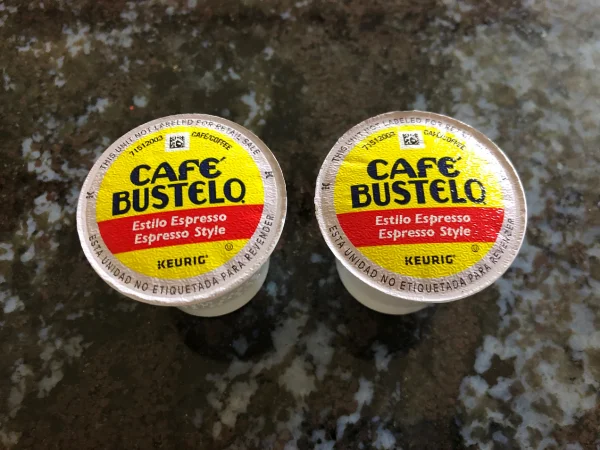 THIS UNIT NOT LABELED FOR RETAIL SALE
71512003
CAFÉ/COFFEE
CAFÉ
BUSTELO
Estilo Espresso
Espresso Style
KEURIG
ESTA UNIDAD NO ETIQUETADA PARA REVENDER
K
K
THIS UNIT NOT LABELED FOR
71512003
CAFÉ/COFFEE
CAFÉ
BUSTELO
Estilo Espresso
Espresso Style
KEURIG
ESTA UNIDAD NO ETIQUETADA PARA REVENDER
K